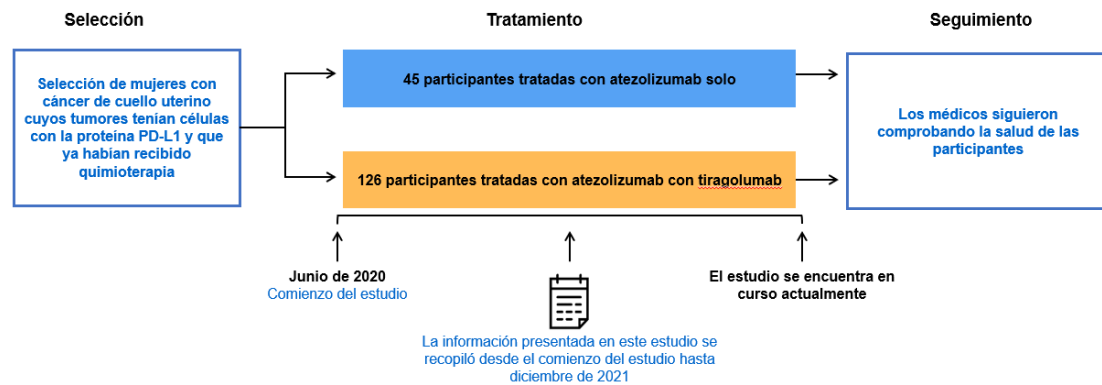 Selección
Tratamiento
Seguimiento
Selección de mujeres con
cáncer de cuello uterino
cuyos tumores tenian células
con la proteína PD-L1 y que
ya habian recibido
quimioterapia
45 participantes tratadas con atezolizumab solo
126 participantes tratadas con atezolizumab con tiragolumab
Los médicos siguieron
comprobando la salud de las
participantes
Junio de 2020
Comienzo del estudio
La información presentada en este estudio se
recopiló desde el comienzo del estudio hasta
diciembre de 2021
El estudio se encuentra en
curso actualmente